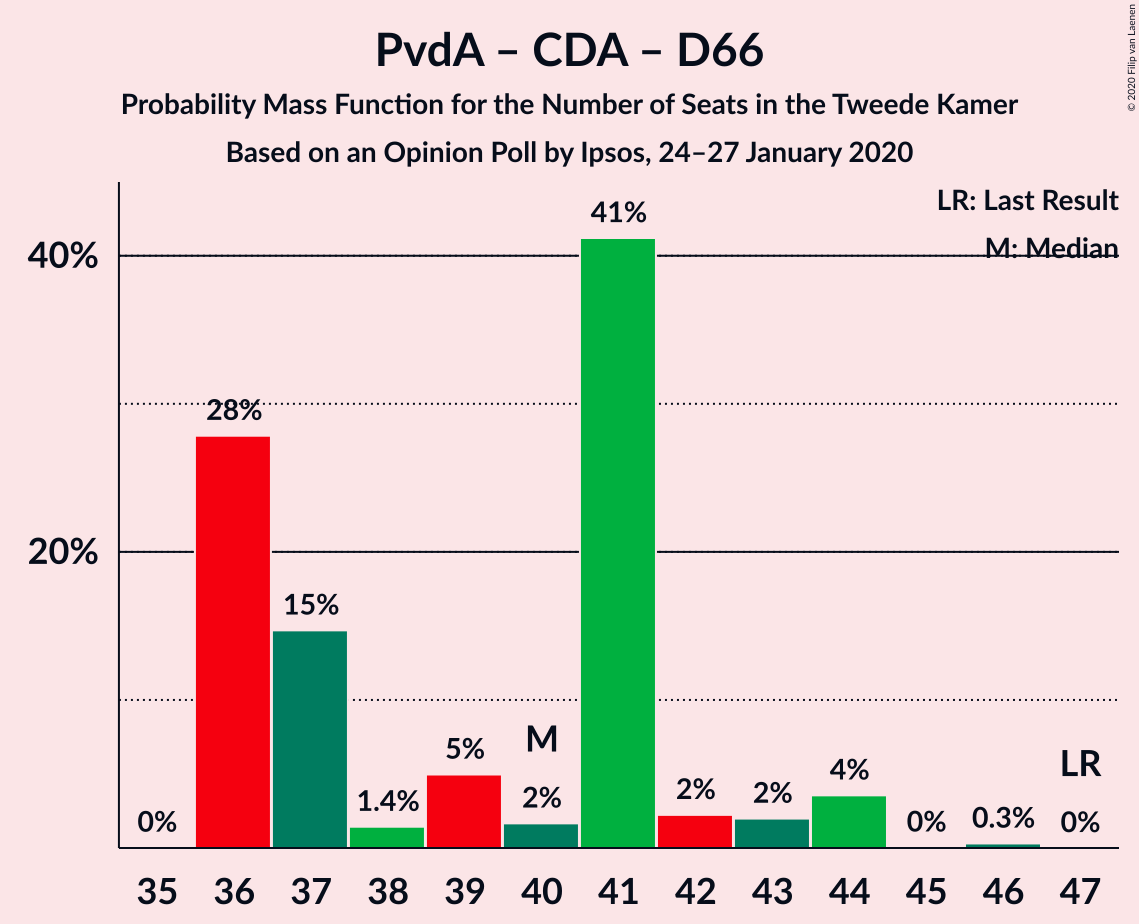 PvdA – CDA – D66
Probability Mass Function for the Number of Seats in the Tweede Kamer
Based on an Opinion Poll by Ipsos, 24–27 January 2020
© 2020 Filip van Laenen
LR: Last Result
M: Median
40%
20%
0%
28%
15%
1.4%
5%
M
2%
41%
2%
2%
4%
0%
0.3%
LR
0%
35 36 37 38 39 40 41 42 43 44 45 46 47